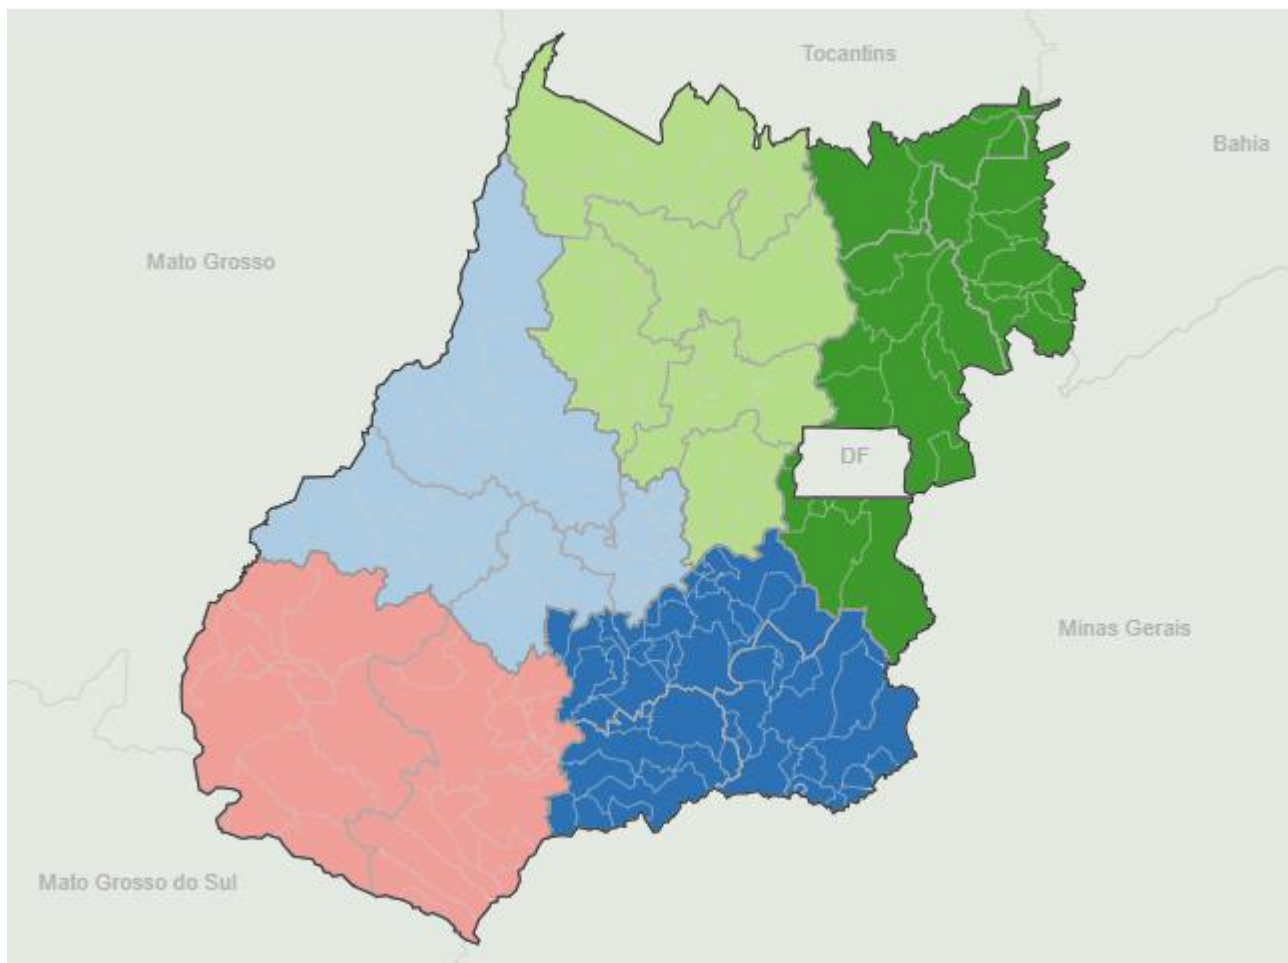 Tocantins
Bahia
Mato Grosso
DF
Minas Gerais
Mato Grosso do Sul